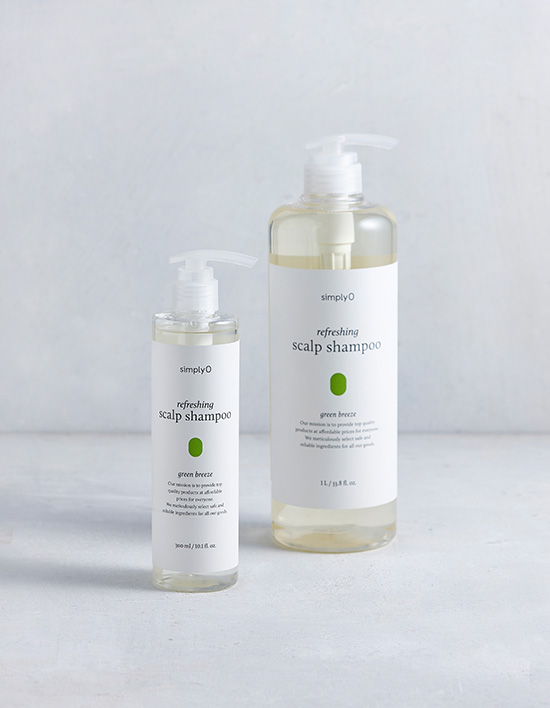 simplyO
refreshing
scalp shampoo
green breeze
Our mission is to provide top
quality products at affordable
prices for everyone.
We meticulously select safe and
reliable ingredients for all our goods.
300 ml / 10.1 fl. oz.
simplyO
refreshing
scalp shampoo
green breeze
Our mission is to provide top quality
products at affordable prices for everyone.
We meticulously select safe and
reliable ingredients for all our goods.
1 L / 33.8 fl. oz.